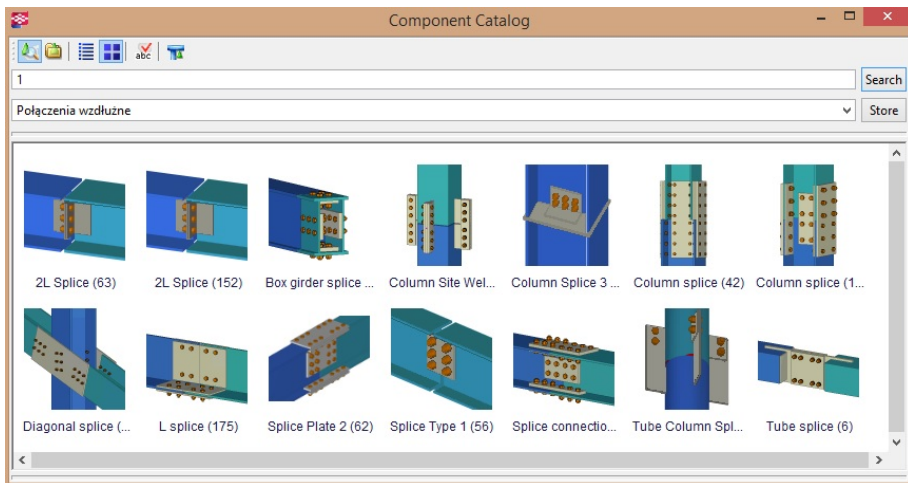 Component Catalog
abc
1
Search
Połączenia wzdłużne
Store
2L Splice (63)
2L Splice (152)
Box girder splice ...
Column Site Wel...
Column Splice 3 ...
Column splice (42)
Column splice (1...
Diagonal splice (...
L splice (175)
Splice Plate 2 (62)
Splice Type 1 (56)
Splice connectio...
Tube Column Spl...
Tube splice (6)